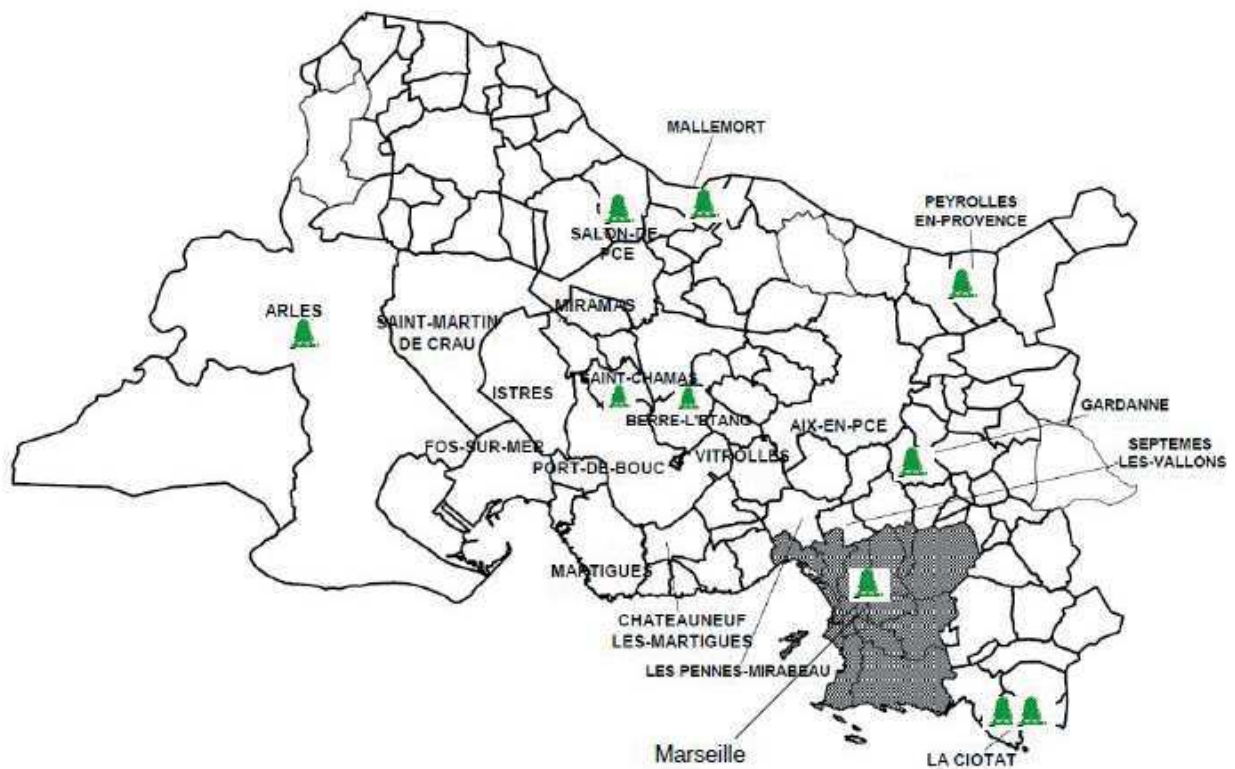 MALLEMORT
PEYROLLES
EN-PROVENCE
SALON-DE-
PCE
ARLES
MIRAMAS
SAINT-MARTIN
DE CRAU
SAINT-CHAMAS
ISTRES
BERRE-L'ETANG
GARDANNE
AIX-EN-PCE
SEPTEMES
LES-VALLONS
FOS-SUR-MER
VITROLLES
PORT-DE-BOUC
MARTIGUES
CHATEAUNEUF
LES-MARTIGUES
LES PENNES-MIRABEAU
Marseille
LA CIOTAT